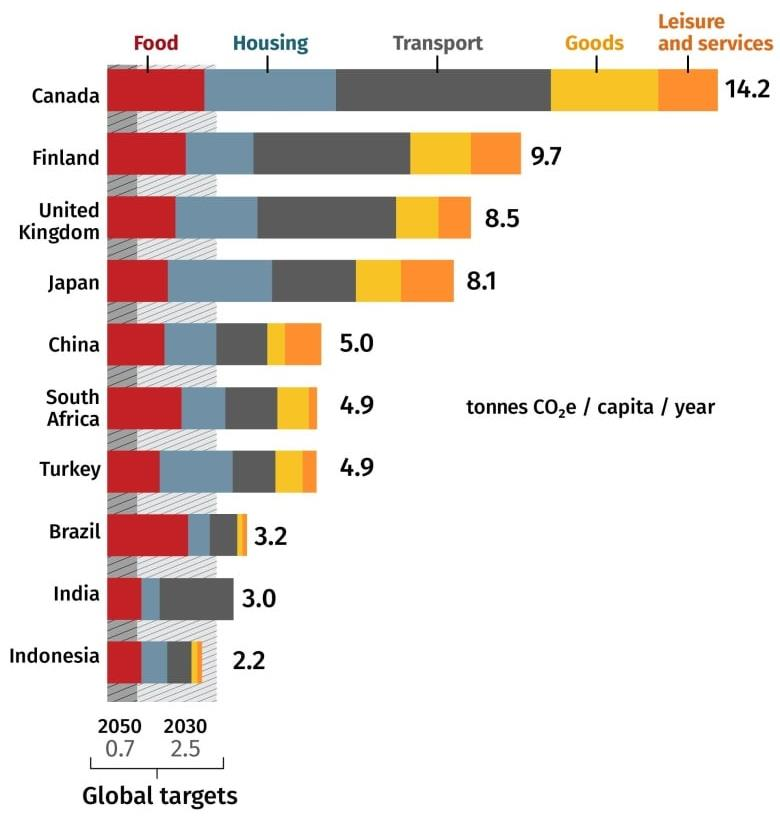 Food
Housing
Transport
Goods
Leisure
and services
Canada
14.2
Finland
9.7
United
Kingdom
8.5
Japan
8.1
China
5.0
South
Africa
4.9
tonnes CO₂e / capita / year
Turkey
4.9
Brazil
3.2
India
3.0
Indonesia
2.2
2050
2030
0.7
2.5
Global targets